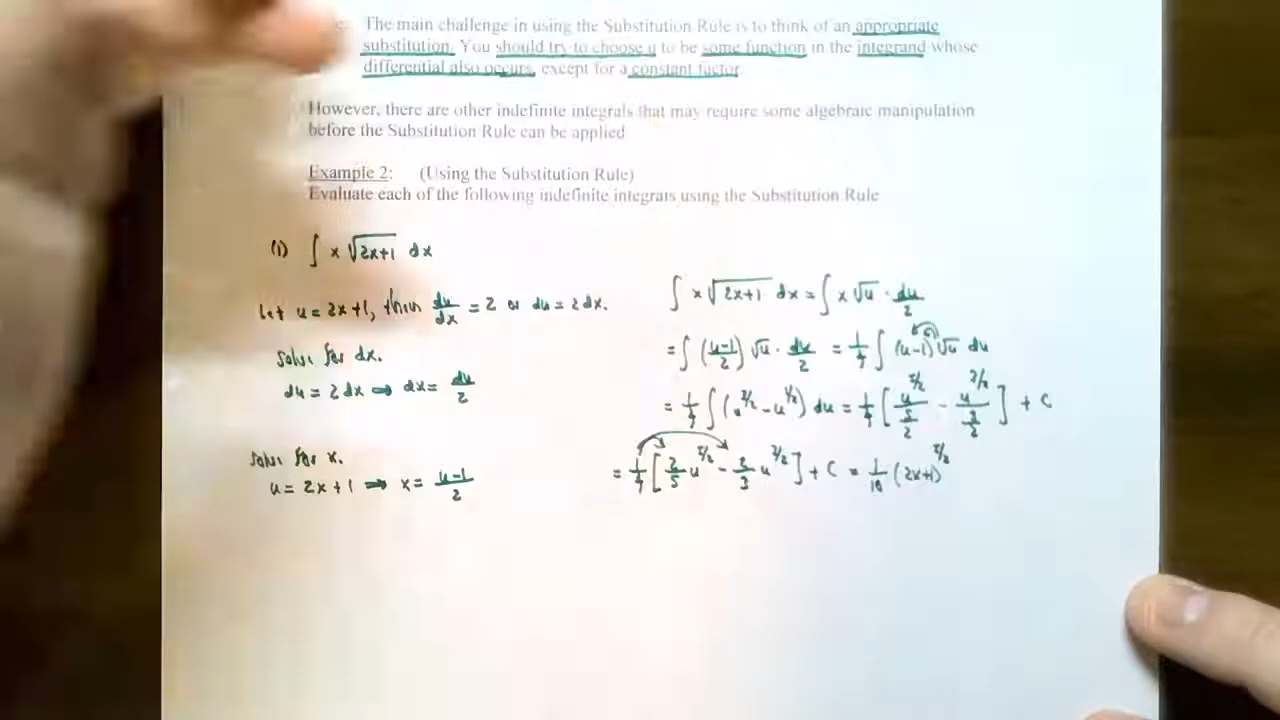 e: The main challenge in using the Substitution Rule is to think of an appropriate
substitution. You should try to choose u to be some function in the integrand whose
differential also occurs, except for a constant factor.
However, there are other indefinite integrals that may require some algebraic manipulation
before the Substitution Rule can be applied
Example 2: (Using the Substitution Rule)
Evaluate each of the following indefinite integrals using the Substitution Rule
(1) ∫ x √(2x+1) dx
Let u = 2x+1, then du/dx = 2 or du = 2dx.
Solve for dx.
du = 2dx ⇒ dx = du/2
Solve for x.
u = 2x+1 ⇒ x = (u-1)/2
∫ x √(2x+1) dx = ∫ x √u · du/2
= ∫ ((u-1)/2) √u · du/2 = 1/4 ∫ (u-1) √u du
= 1/4 ∫ (u^(3/2) - u^(1/2)) du = 1/4 [u^(5/2)/(5/2) - u^(3/2)/(3/2)] + C
= 1/4 [2/5 u^(5/2) - 2/3 u^(3/2)] + C = 1/10 (2x+1)^(5/2)